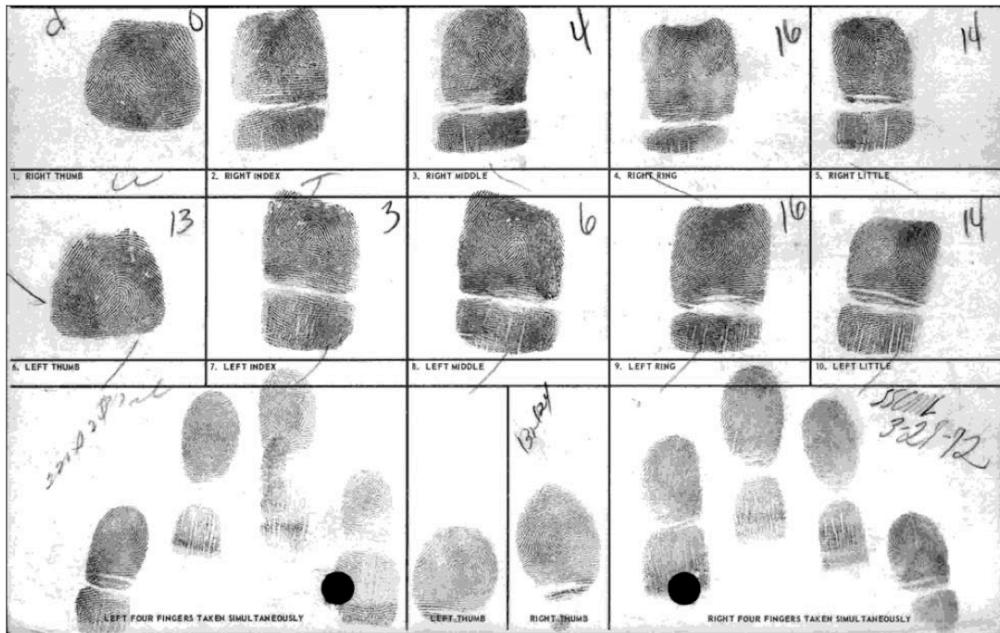 d 0 4 16 14
1. RIGHT THUMB 2. RIGHT INDEX 3. RIGHT MIDDLE 4. RIGHT RING 5. RIGHT LITTLE
13 3 6 16 14
6. LEFT THUMB 7. LEFT INDEX 8. LEFT MIDDLE 9. LEFT RING 10. LEFT LITTLE
3-29-72
LEFT FOUR FINGERS TAKEN SIMULTANEOUSLY LEFT THUMB RIGHT THUMB RIGHT FOUR FINGERS TAKEN SIMULTANEOUSLY